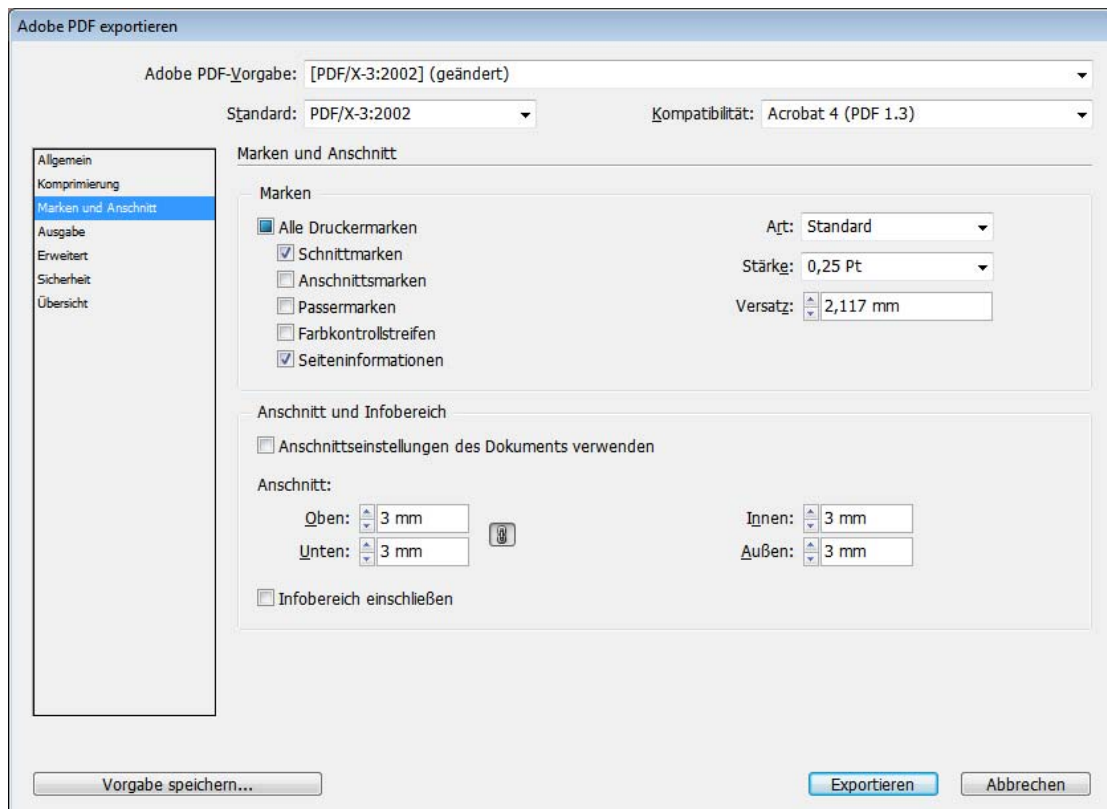 Adobe PDF exportieren
Adobe PDF-Vorgabe: [PDF/X-3:2002] (geändert)
Standard: PDF/X-3:2002 Kompatibilität: Acrobat 4 (PDF 1.3)
Allgemein
Komprimierung
Marken und Anschnitt
Ausgabe
Erweitert
Sicherheit
Übersicht
Marken und Anschnitt
Marken
Alle Druckermarken
Schnittmarken
Anschnittsmarken
Passermarken
Farbkontrollstreifen
Seiteninformationen
Art: Standard
Stärke: 0,25 Pt
Versatz: 2,117 mm
Anschnitt und Infobereich
Anschnittseinstellungen des Dokuments verwenden
Anschnitt:
Oben: 3 mm
Unten: 3 mm
Innen: 3 mm
Außen: 3 mm
Infobereich einschließen
Vorgabe speichern... Exportieren Abbrechen